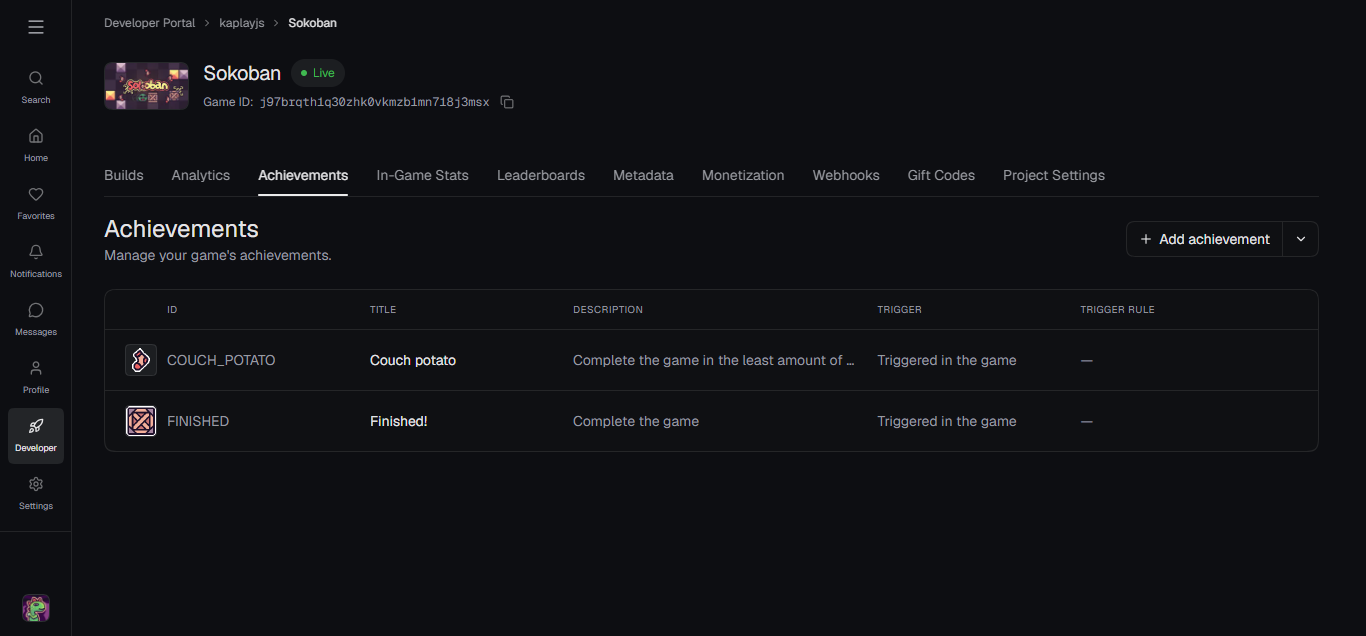 Developer Portal > kaplayjs > Sokoban
Sokoban
Sokoban Live
Game ID: j97brqth1q30zhk0vkmzb1mn718j3msx
Search
Home
Favorites
Notifications
Messages
Profile
Developer
Settings
Builds Analytics Achievements In-Game Stats Leaderboards Metadata Monetization Webhooks Gift Codes Project Settings
Achievements
Manage your game's achievements.
+ Add achievement
ID TITLE DESCRIPTION TRIGGER TRIGGER RULE
COUCH_POTATO Couch potato Complete the game in the least amount of ... Triggered in the game —
FINISHED Finished! Complete the game Triggered in the game —